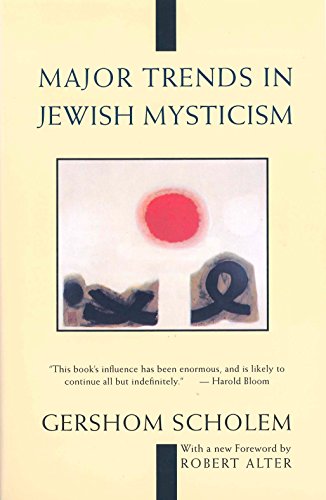 MAJOR TRENDS IN
JEWISH MYSTICISM
"This book's influence has been enormous, and is likely to
continue all but indefinitely." — Harold Bloom
GERSHOM SCHOLEM
With a new Foreword by
ROBERT ALTER